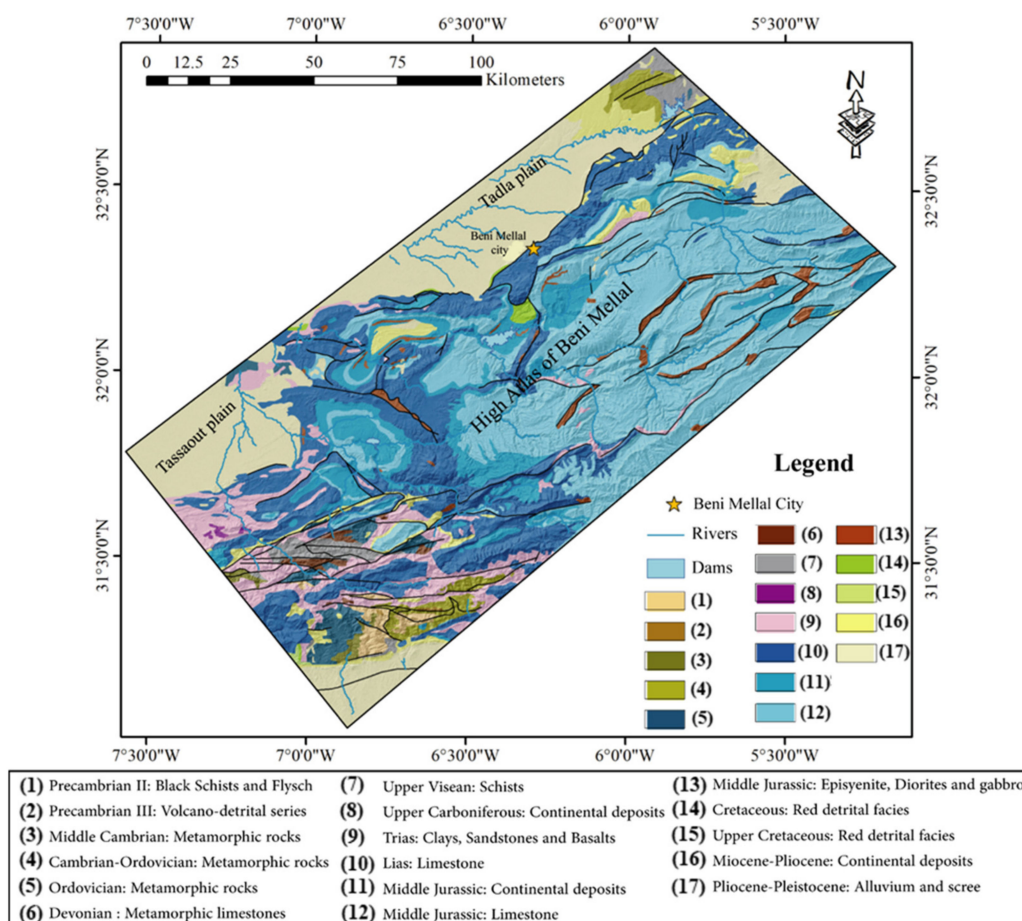 7°30'0"W 7°0'0"W 6°30'0"W 6°0'0"W 5°30'0"W
0 12.5 25 50 75 100
Kilometers
N
32°30'0"N
32°30'0"N
Tadla plain
Beni Mellal
city
High Atlas of Beni Mellal
32°0'0"N
32°0'0"N
Tassaout plain
31°30'0"N
31°30'0"N
Legend
Beni Mellal City
Rivers
Dams
(1)
(2)
(3)
(4)
(5)
(6)
(7)
(8)
(9)
(10)
(11)
(12)
(13)
(14)
(15)
(16)
(17)
7°30'0"W 7°0'0"W 6°30'0"W 6°0'0"W 5°30'0"W
(1) Precambrian II: Black Schists and Flysch
(2) Precambrian III: Volcano-detrital series
(3) Middle Cambrian: Metamorphic rocks
(4) Cambrian-Ordovician: Metamorphic rocks
(5) Ordovician: Metamorphic rocks
(6) Devonian : Metamorphic limestones
(7) Upper Visean: Schists
(8) Upper Carboniferous: Continental deposits
(9) Trias: Clays, Sandstones and Basalts
(10) Lias: Limestone
(11) Middle Jurassic: Continental deposits
(12) Middle Jurassic: Limestone
(13) Middle Jurassic: Episyenite, Diorites and gabbro
(14) Cretaceous: Red detrital facies
(15) Upper Cretaceous: Red detrital facies
(16) Miocene-Pliocene: Continental deposits
(17) Pliocene-Pleistocene: Alluvium and scree